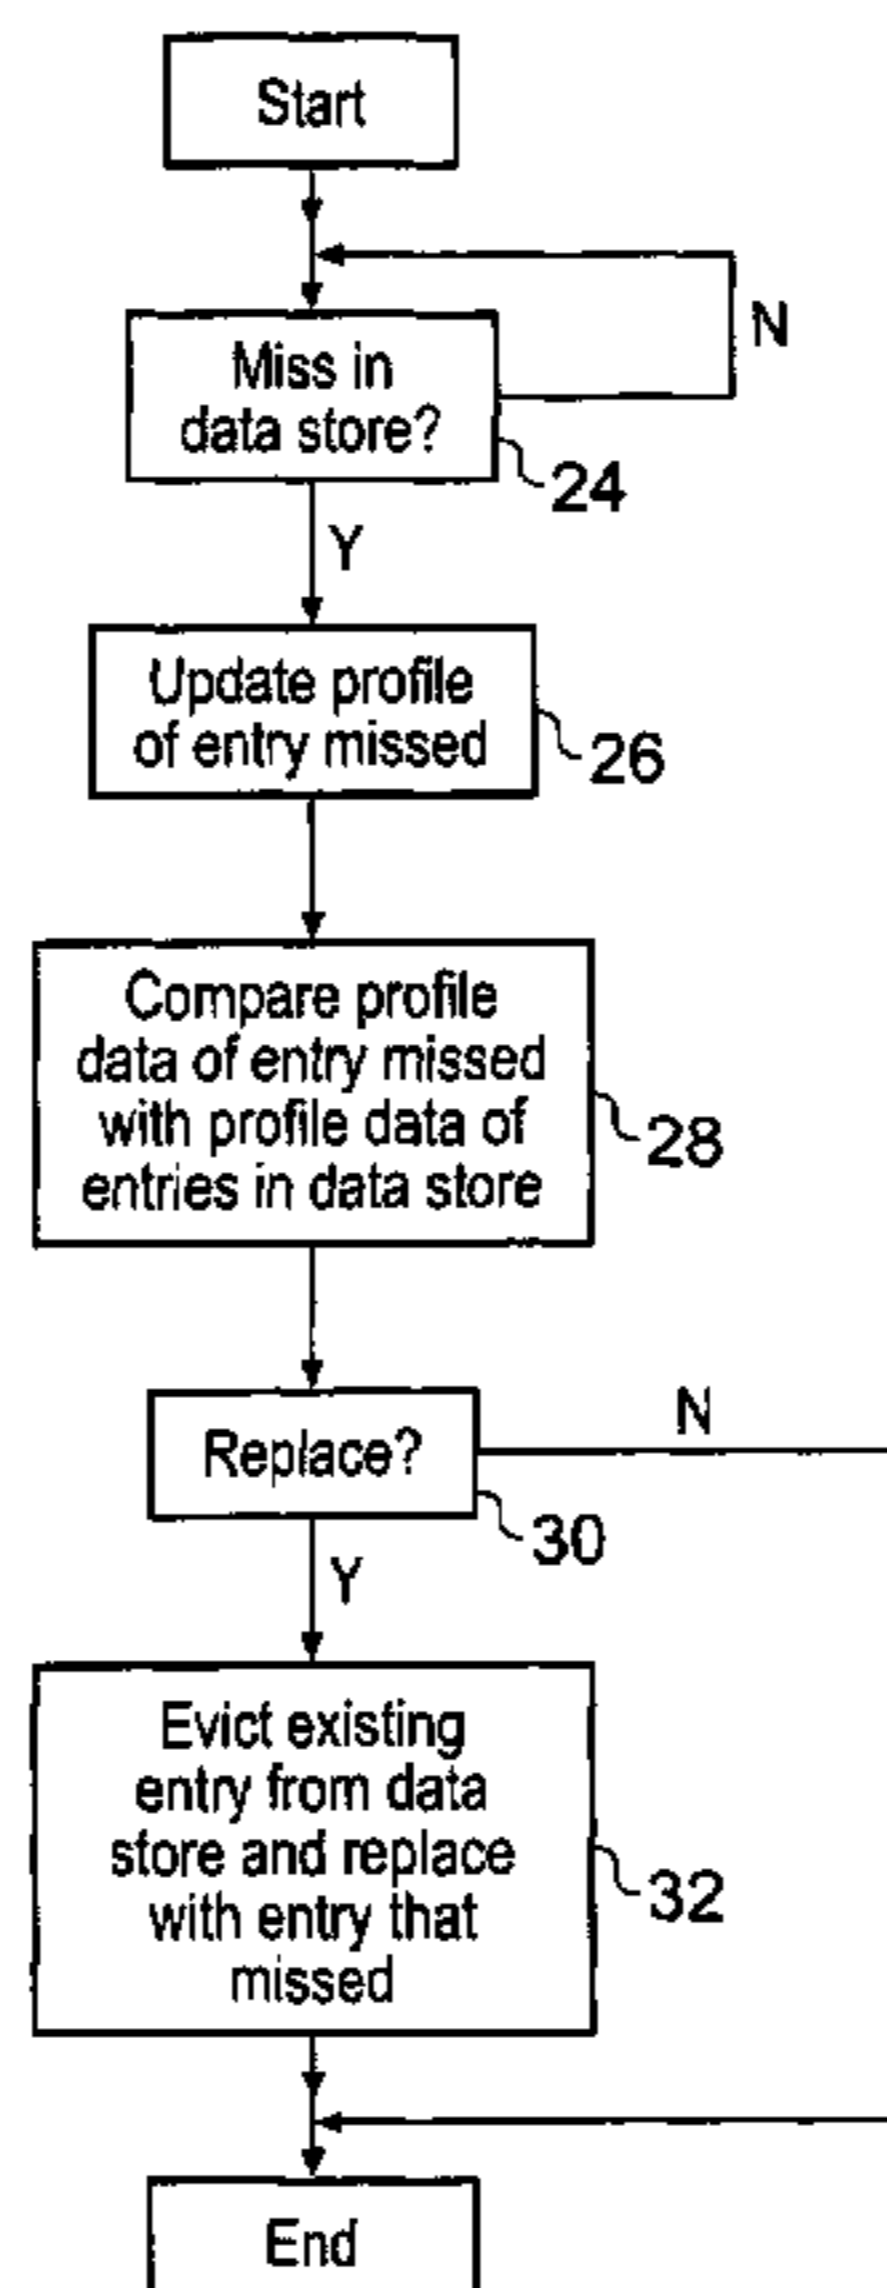 Start
N
Miss in
data store?
24
Y
Update profile
of entry missed
26
Compare profile
data of entry missed
with profile data of
entries in data store
28
N
Replace?
30
Y
Evict existing
entry from data
store and replace
with entry that
missed
32
End